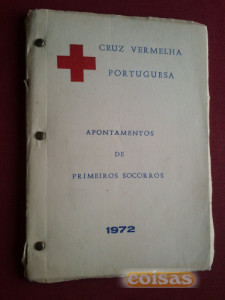 CRUZ VERMELHA
PORTUGUESA
APONTAMENTOS
DE
PRIMEIROS SOCORROS
1972
coisas